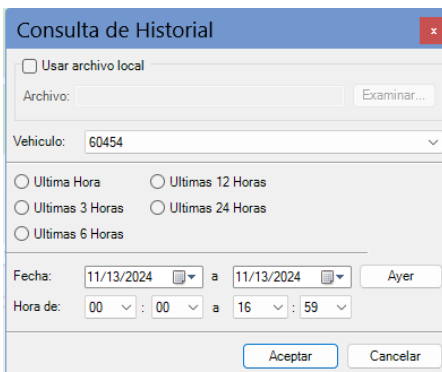 Consulta de Historial
x
Usar archivo local
Archivo: Examinar...
Vehiculo: 60454
Ultima Hora Ultimas 12 Horas
Ultimas 3 Horas Ultimas 24 Horas
Ultimas 6 Horas
Fecha: 11/13/2024 a 11/13/2024 Ayer
Hora de: 00 : 00 a 16 : 59
Aceptar Cancelar